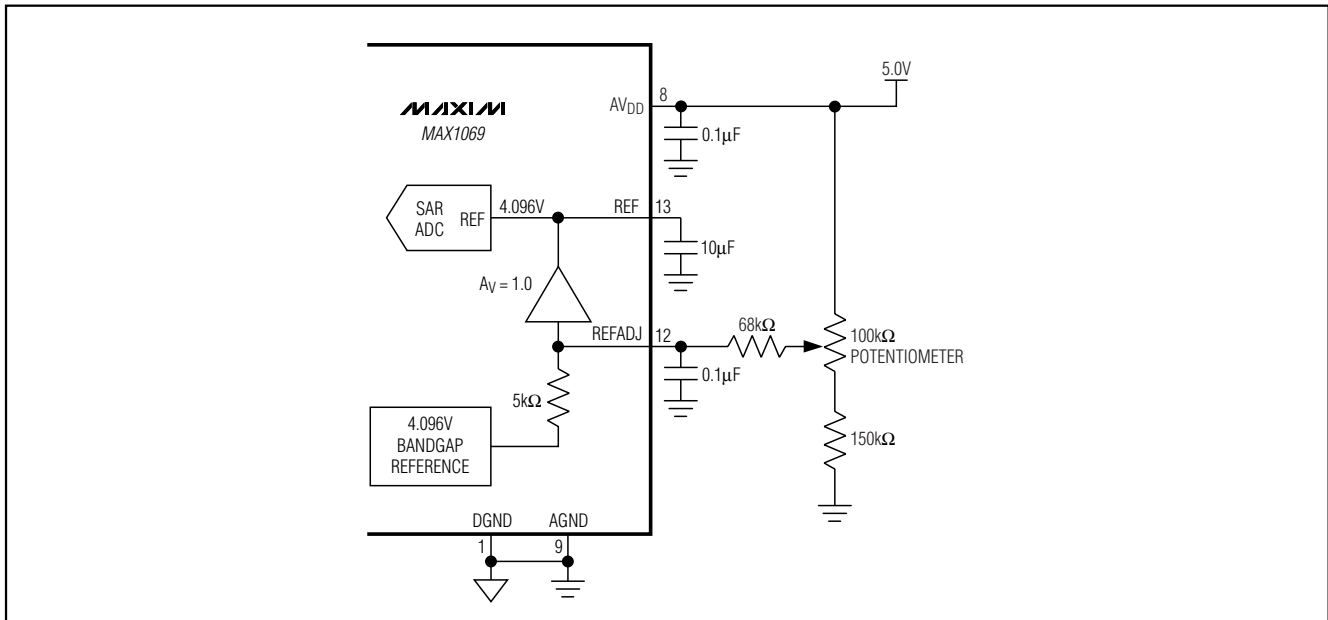 5.0V
AVDD 8
MAXIM
MAX1069
0.1µF
SAR
ADC
REF
4.096V
REF 13
10µF
AV = 1.0
REFADJ 12
68kΩ
100kΩ
POTENTIOMETER
0.1µF
5kΩ
4.096V
BANDGAP
REFERENCE
150kΩ
DGND
AGND
1
9